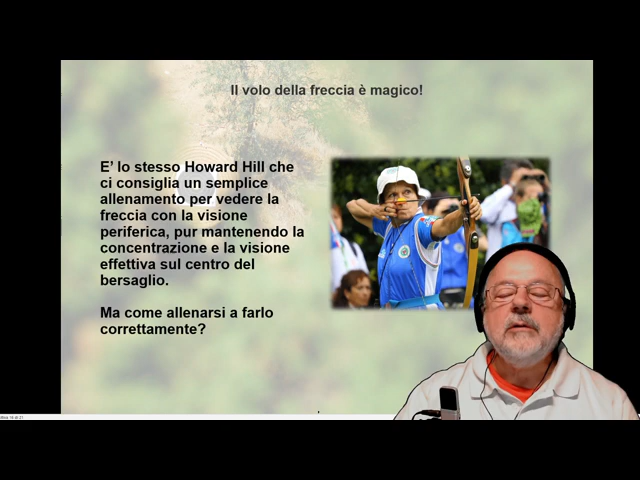 Il volo della freccia è magico!
E' lo stesso Howard Hill che
ci consiglia un semplice
allenamento per vedere la
freccia con la visione
periferica, pur mantenendo la
concentrazione e la visione
effettiva sul centro del
bersaglio.
Ma come allenarsi a farlo
correttamente?